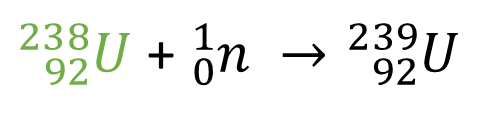 ²³⁸₉₂U + ¹₀n → ²³⁹₉₂U